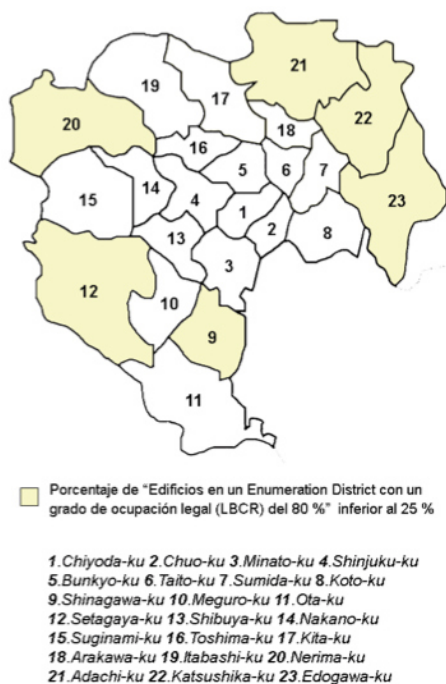 21
19
17
22
20
18
16
7
6
5
14
15
4
23
1
2
8
13
3
12
10
9
11
Porcentaje de “Edificios en un Enumeration District con un
grado de ocupación legal (LBCR) del 80 %” inferior al 25 %
1.Chiyoda-ku 2.Chuo-ku 3.Minato-ku 4.Shinjuku-ku
5.Bunkyo-ku 6.Taito-ku 7.Sumida-ku 8.Koto-ku
9.Shinagawa-ku 10.Meguro-ku 11.Ota-ku
12.Setagaya-ku 13.Shibuya-ku 14.Nakano-ku
15.Suginami-ku 16.Toshima-ku 17.Kita-ku
18.Arakawa-ku 19.Itabashi-ku 20.Nerima-ku
21.Adachi-ku 22.Katsushika-ku 23.Edogawa-ku